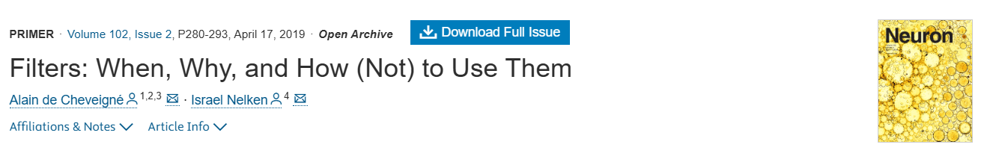 PRIMER · Volume 102, Issue 2, P280-293, April 17, 2019 · Open Archive
Download Full Issue
Filters: When, Why, and How (Not) to Use Them
Alain de Cheveigné 1,2,3 · Israel Nelken 4
Affiliations & Notes
Article Info
Neuron